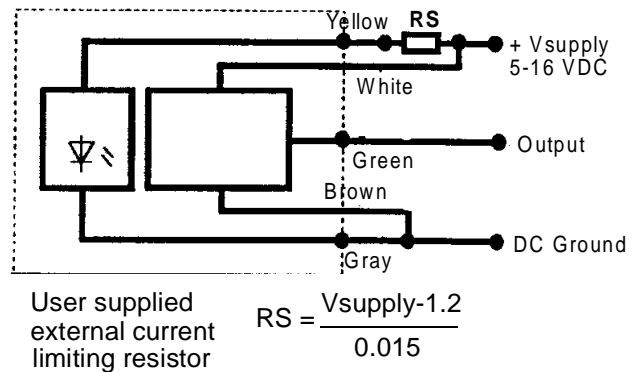 Yellow
RS
+ Vsupply
5-16 VDC
White
Output
Green
Brown
DC Ground
Gray
User supplied
external current
limiting resistor
RS = Vsupply-1.2
0.015